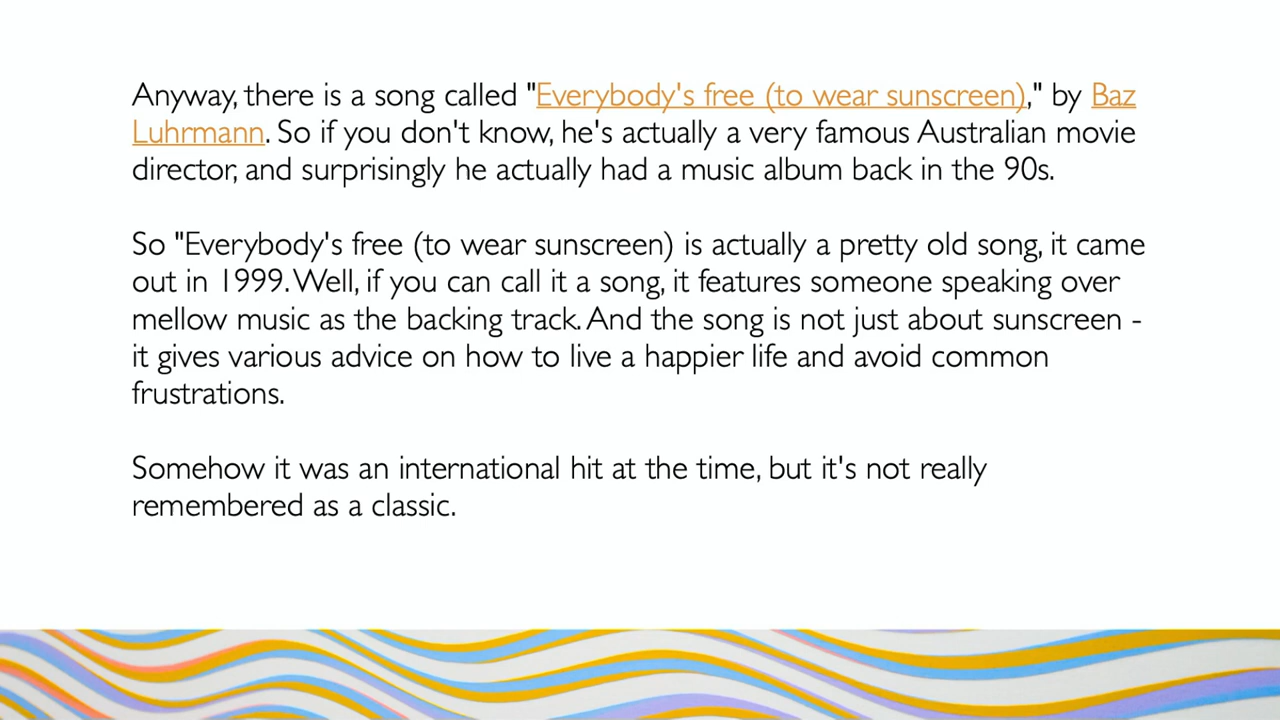 Anyway, there is a song called "Everybody's free (to wear sunscreen)," by Baz
Luhrmann. So if you don't know, he's actually a very famous Australian movie
director, and surprisingly he actually had a music album back in the 90s.
So "Everybody's free (to wear sunscreen) is actually a pretty old song, it came
out in 1999. Well, if you can call it a song, it features someone speaking over
mellow music as the backing track. And the song is not just about sunscreen -
it gives various advice on how to live a happier life and avoid common
frustrations.
Somehow it was an international hit at the time, but it's not really
remembered as a classic.